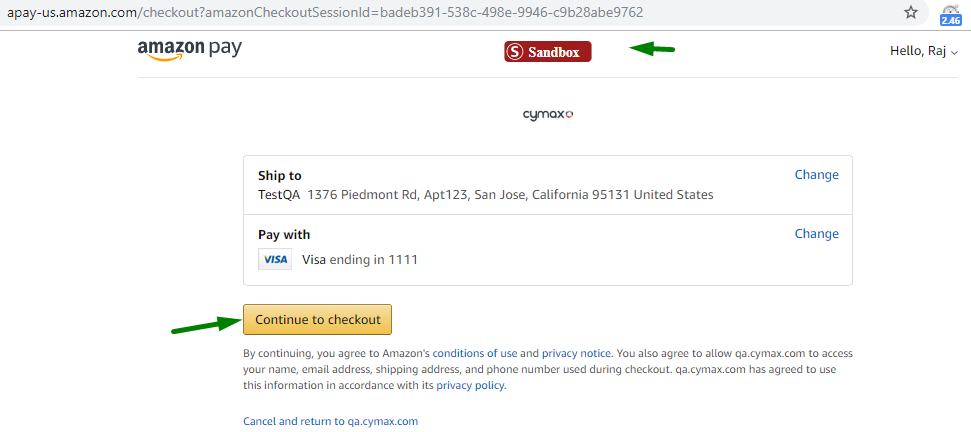 apay-us.amazon.com/checkout?amazonCheckoutSessionId=badeb391-538c-498e-9946-c9b28abe9762
2.46
amazon pay
S Sandbox
Hello, Raj
cymax
Ship to
Change
TestQA 1376 Piedmont Rd, Apt123, San Jose, California 95131 United States
Pay with
Change
VISA Visa ending in 1111
Continue to checkout
By continuing, you agree to Amazon's conditions of use and privacy notice. You also agree to allow qa.cymax.com to access
your name, email address, shipping address, and phone number used during checkout. qa.cymax.com has agreed to use
this information in accordance with its privacy policy.
Cancel and return to qa.cymax.com